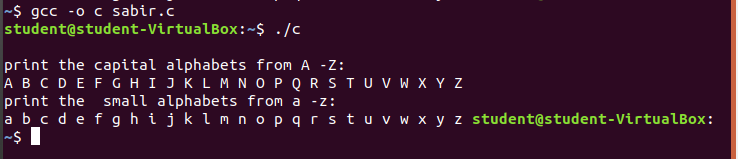 ~$ gcc -o c sabir.c
student@student-VirtualBox:~$ ./c
print the capital alphabets from A -Z:
A B C D E F G H I J K L M N O P Q R S T U V W X Y Z
print the  small alphabets from a -z:
a b c d e f g h i j k l m n o p q r s t u v w x y z student@student-VirtualBox:
~$